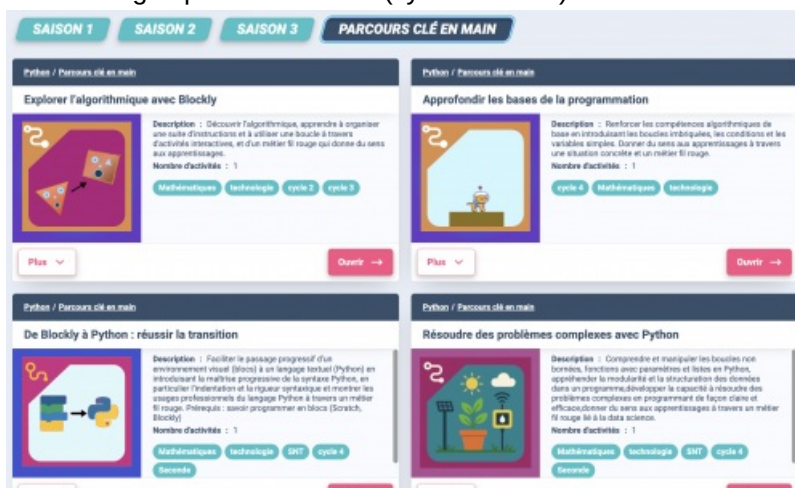 SAISON 1
SAISON 2
SAISON 3
PARCOURS CLÉ EN MAIN
Python / Parcours clé en main
Explorer l'algorithmique avec Blockly
Description : Découvrir l'algorithmique, apprendre à organiser
une suite d'instructions et à utiliser une boucle à travers
d'activités interactives, et d'un métier fil rouge qui donne du sens
aux apprentissages.
Nombre d'activités : 1
Mathématiques technologie cycle 2 cycle 3
Plus
Ouvrir →
Python / Parcours clé en main
Approfondir les bases de la programmation
Description : Renforcer les compétences algorithmiques de
base en introduisant les boucles imbriquées, les conditions et les
variables simples. Donner du sens aux apprentissages à travers
une situation concrète et un métier fil rouge.
Nombre d'activités : 1
cycle 4 Mathématiques technologie
Plus
Ouvrir →
Python / Parcours clé en main
De Blockly à Python : réussir la transition
Description : Faciliter le passage progressif d'un
environnement visuel (blocs) à un langage textuel (Python) en
introduisant la maîtrise progressive de la syntaxe Python, en
particulier l'indentation et la rigueur syntaxique et montrer les
usages professionnels du langage Python à travers un métier
fil rouge. Prérequis : savoir programmer en blocs (Scratch,
Blockly)
Nombre d'activités : 1
Mathématiques technologie SNT cycle 4
Seconde
Python / Parcours clé en main
Résoudre des problèmes complexes avec Python
Description : Comprendre et manipuler les boucles non
bornées, fonctions avec paramètres et listes en Python,
appréhender la modularité et la structuration des données
dans un programme,développer la capacité à résoudre des
problèmes complexes en programmant de façon claire et
efficace,donner du sens aux apprentissages à travers un métier
fil rouge lié à la data science.
Nombre d'activités : 1
Mathématiques technologie SNT cycle 4
Seconde